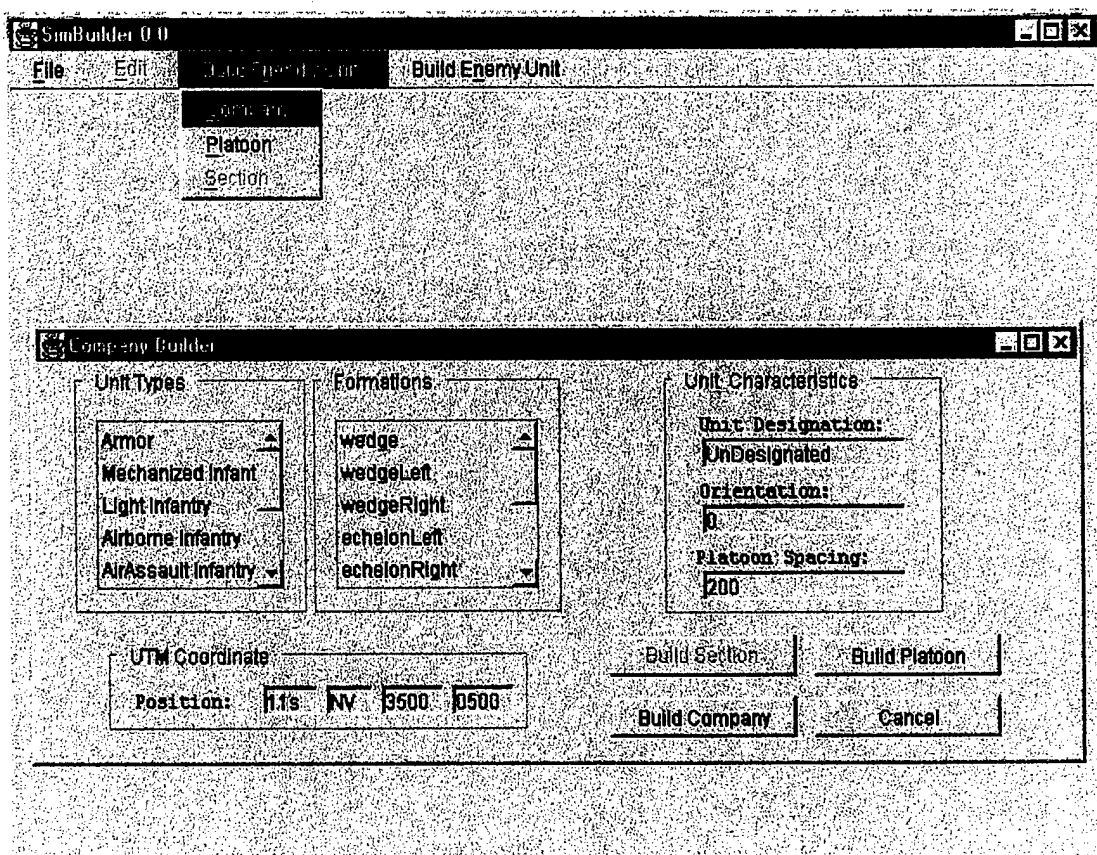 SimBuilder 0.0
File Edit Build Enemy Unit
Platoon
Section
Company Builder
Unit Types Formations Unit Characteristics
Armor wedge Unit Designation:
Mechanized Infant wedgeLeft UnDesignated
Light Infantry wedgeRight Orientation:
Airborne Infantry echelonLeft 0
AirAssault Infantry echelonRight Platoon Spacing:
200
UTM Coordinate
Position: 11s NV 3500 0500
Build Section Build Platoon
Build Company Cancel